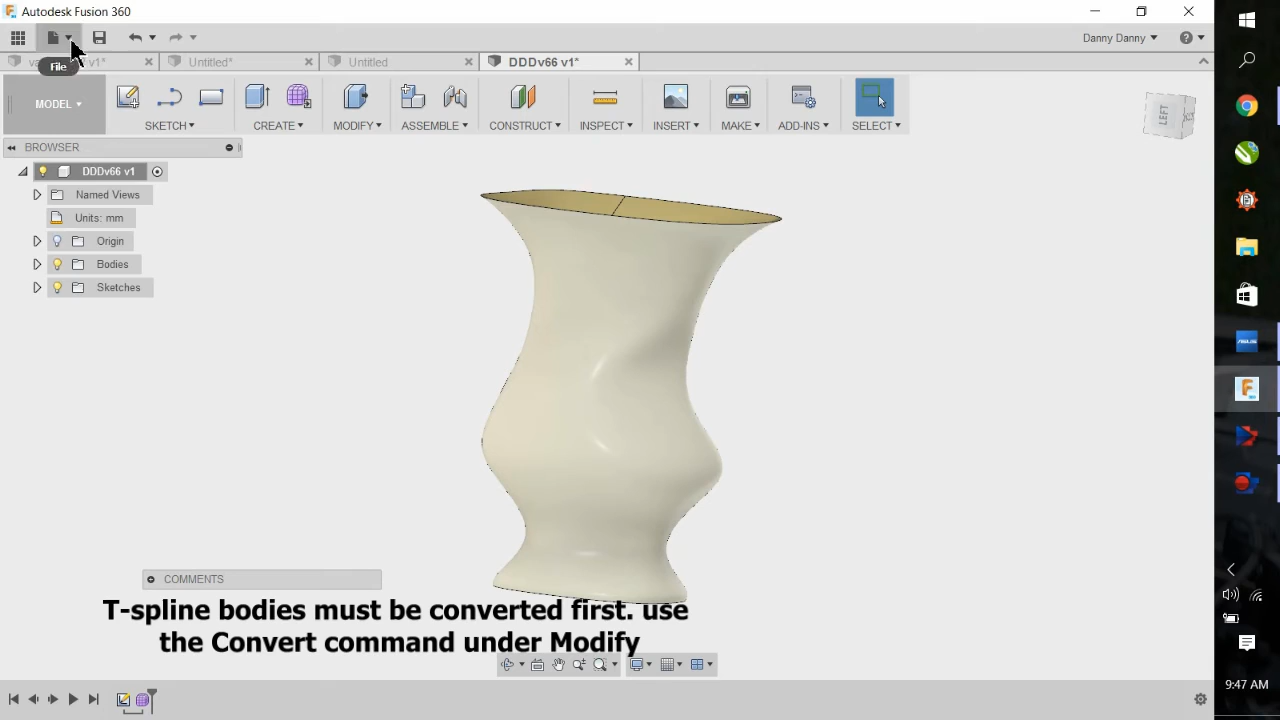 Autodesk Fusion 360
Danny Danny
v1*
Untitled*
Untitled
DDDv66 v1*
File
MODEL
SKETCH
CREATE
MODIFY
ASSEMBLE
CONSTRUCT
INSPECT
INSERT
MAKE
ADD-INS
SELECT
LEFT
BROWSER
DDDv66 v1
Named Views
Units: mm
Origin
Bodies
Sketches
COMMENTS
T-spline bodies must be converted first. use
the Convert command under Modify
9:47 AM